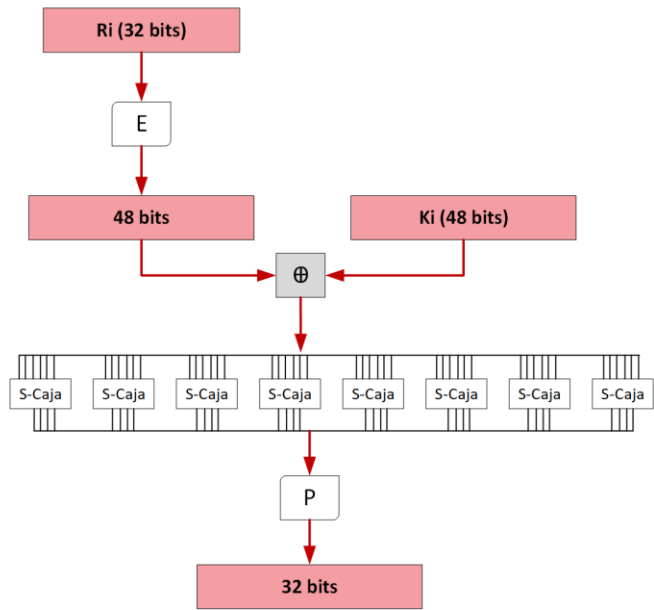 Ri (32 bits)
E
48 bits
Ki (48 bits)
⊕
S-Caja
S-Caja
S-Caja
S-Caja
S-Caja
S-Caja
S-Caja
S-Caja
P
32 bits